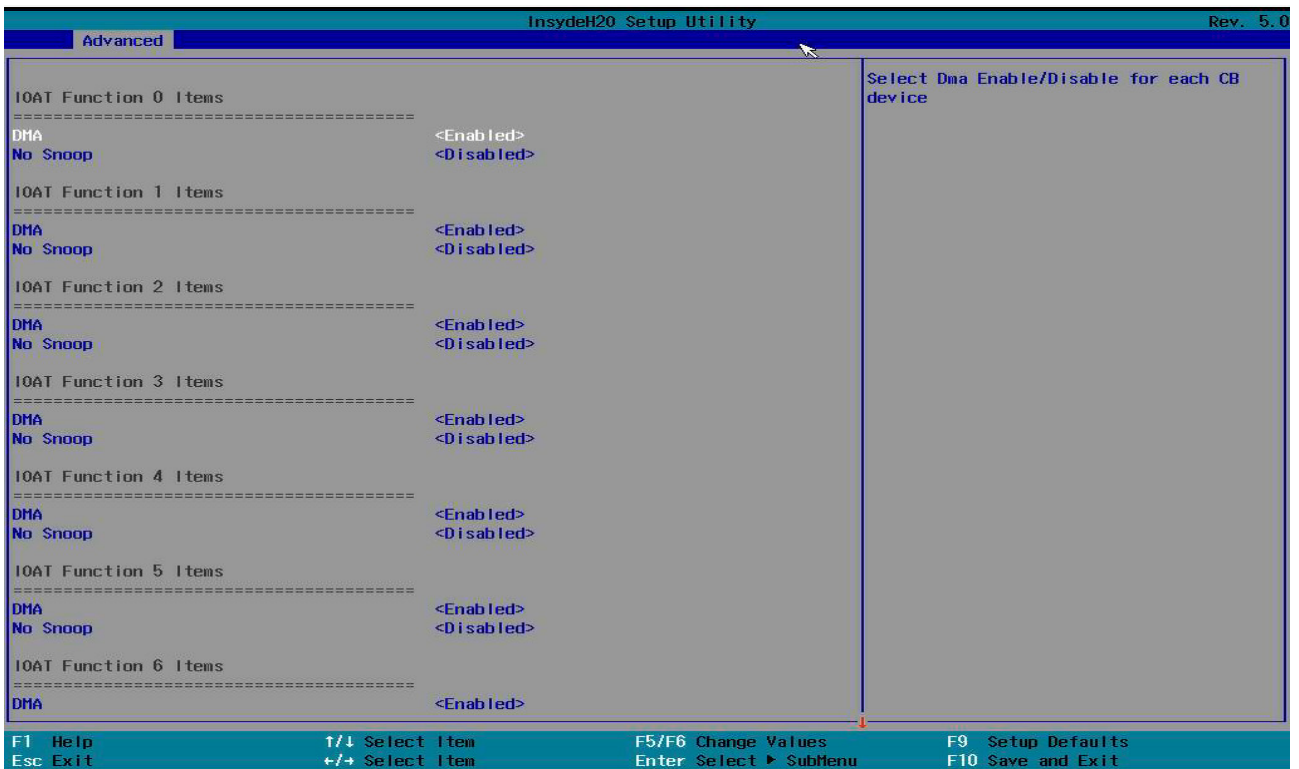 InsydeH2O Setup Utility Rev. 5.0
Advanced
IOAT Function 0 Items
========================================
DMA <Enabled>
No Snoop <Disabled>
IOAT Function 1 Items
========================================
DMA <Enabled>
No Snoop <Disabled>
IOAT Function 2 Items
========================================
DMA <Enabled>
No Snoop <Disabled>
IOAT Function 3 Items
========================================
DMA <Enabled>
No Snoop <Disabled>
IOAT Function 4 Items
========================================
DMA <Enabled>
No Snoop <Disabled>
IOAT Function 5 Items
========================================
DMA <Enabled>
No Snoop <Disabled>
IOAT Function 6 Items
========================================
DMA <Enabled>
Select Dma Enable/Disable for each CB
device
F1 Help ↑/↓ Select Item F5/F6 Change Values F9 Setup Defaults
Esc Exit ←/→ Select Item Enter Select ► SubMenu F10 Save and Exit